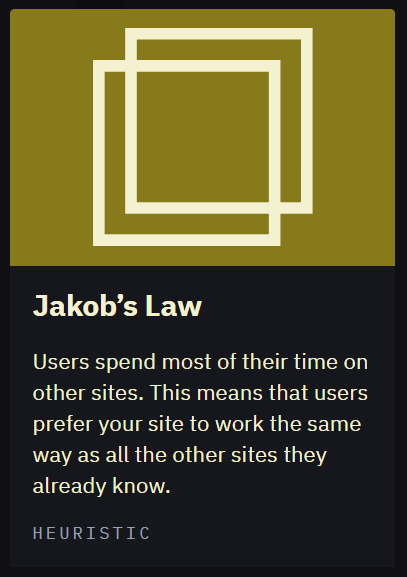 Jakob’s Law
Users spend most of their time on
other sites. This means that users
prefer your site to work the same
way as all the other sites they
already know.
HEURISTIC